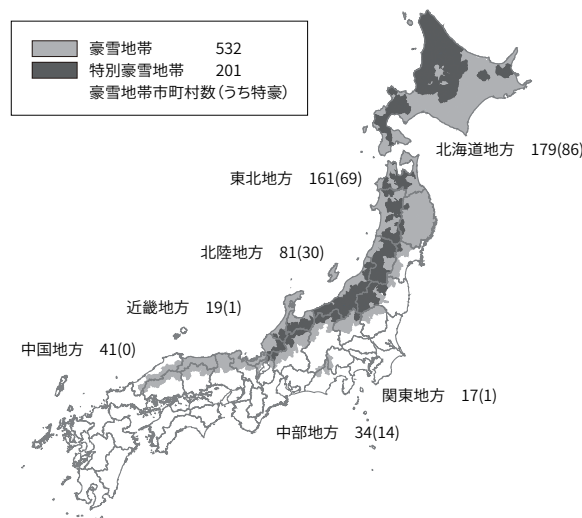 豪雪地帯 532
特別豪雪地帯 201
豪雪地帯市町村数(うち特豪)
北海道地方 179(86)
東北地方 161(69)
北陸地方 81(30)
近畿地方 19(1)
中国地方 41(0)
関東地方 17(1)
中部地方 34(14)